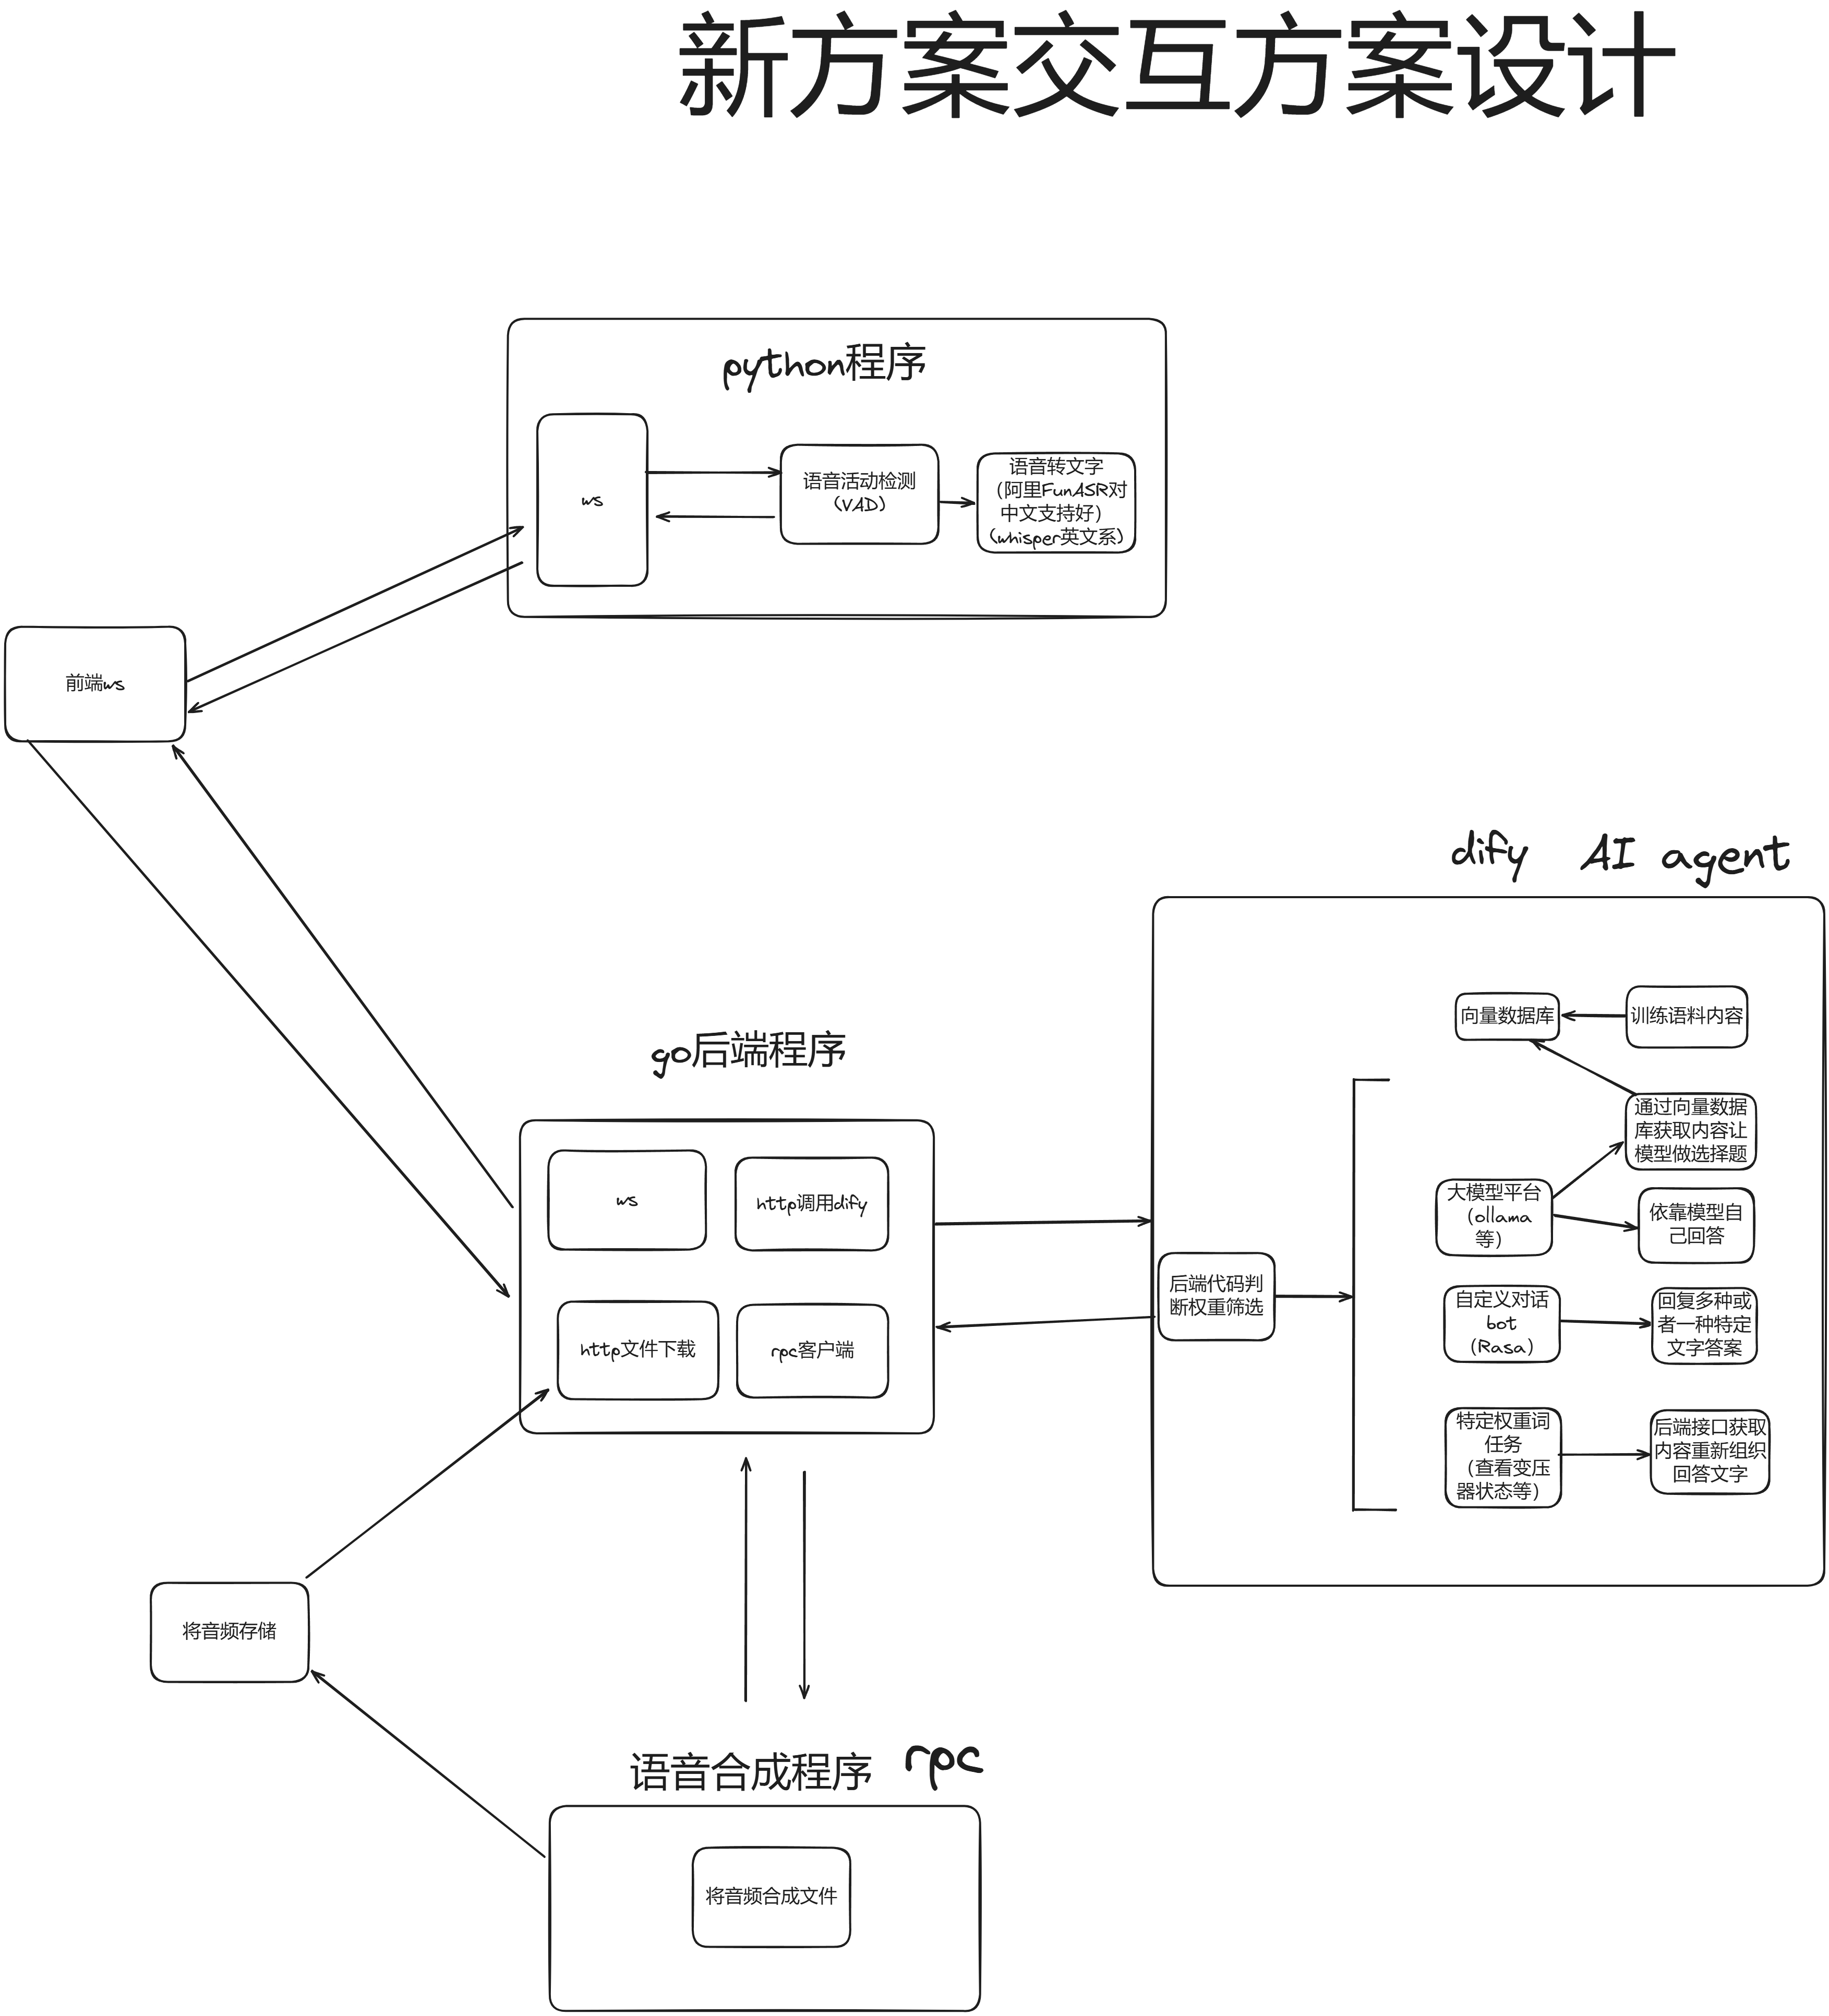 新方案交互方案设计
python程序
ws
语音活动检测
（VAD）
语音转文字
（阿里FunASR对
中文支持好）
（whisper英文系）
前端ws
dify AI agent
向量数据库
训练语料内容
通过向量数据
库获取内容让
模型做选择题
大模型平台
（ollama
等）
依靠模型自
己回答
后端代码判
断权重筛选
自定义对话
bot
（Rasa）
回复多种或
者一种特定
文字答案
特定权重词
任务
（查看变压
器状态等）
后端接口获取
内容重新组织
回答文字
go后端程序
ws
http调用dify
http文件下载
rpc客户端
将音频存储
语音合成程序 rpc
将音频合成文件